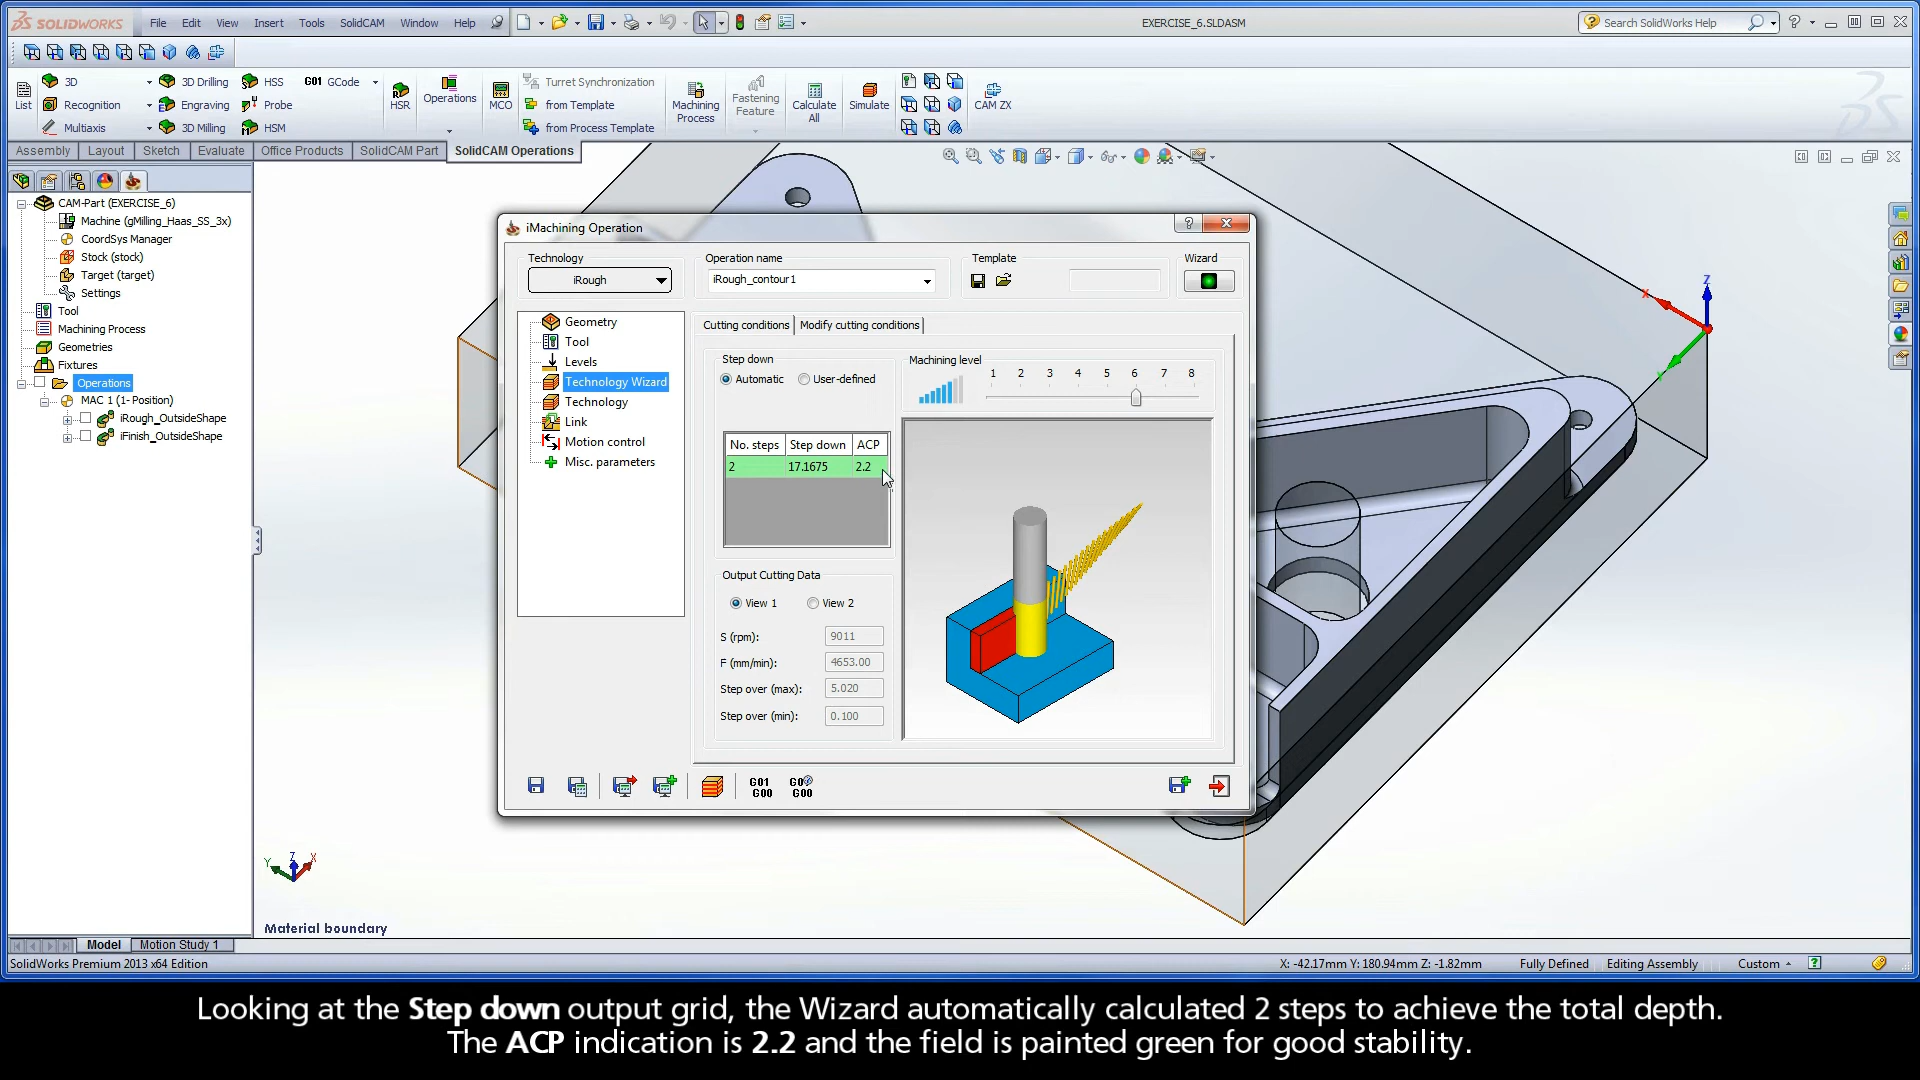 SOLIDWORKS File Edit View Insert Tools SolidCAM Window Help EXERCISE_6.SLDASM Search SolidWorks Help ?
3D 3D Drilling HSS G01 GCode Turret Synchronization
List Recognition Engraving Probe HSR Operations MCO from Template Machining Process Fastening Feature Calculate All Simulate CAM ZX
Multiaxis 3D Milling HSM from Process Template
Assembly Layout Sketch Evaluate Office Products SolidCAM Part SolidCAM Operations
CAM-Part (EXERCISE_6)
Machine (gMilling_Haas_SS_3x)
CoordSys Manager
Stock (stock)
Target (target)
Settings
Tool
Machining Process
Geometries
Fixtures
Operations
MAC 1 (1- Position)
iRough_OutsideShape
iFinish_OutsideShape
iMachining Operation ?
Technology Operation name Template Wizard
iRough iRough_contour1
Geometry
Tool
Levels
Technology Wizard
Technology
Link
Motion control
Misc. parameters
Cutting conditions Modify cutting conditions
Step down Machining level
Automatic User-defined 1 2 3 4 5 6 7 8
No. steps Step down ACP
2 17.1675 2.2
Output Cutting Data
View 1 View 2
S (rpm): 9011
F (mm/min): 4653.00
Step over (max): 5.020
Step over (min): 0.100
G01 G00
Z
X
Y
Y Z X
Material boundary
Model Motion Study 1
SolidWorks Premium 2013 x64 Edition X: -42.17mm Y: 180.94mm Z: -1.82mm Fully Defined Editing Assembly Custom ?
Looking at the Step down output grid, the Wizard automatically calculated 2 steps to achieve the total depth.
The ACP indication is 2.2 and the field is painted green for good stability.